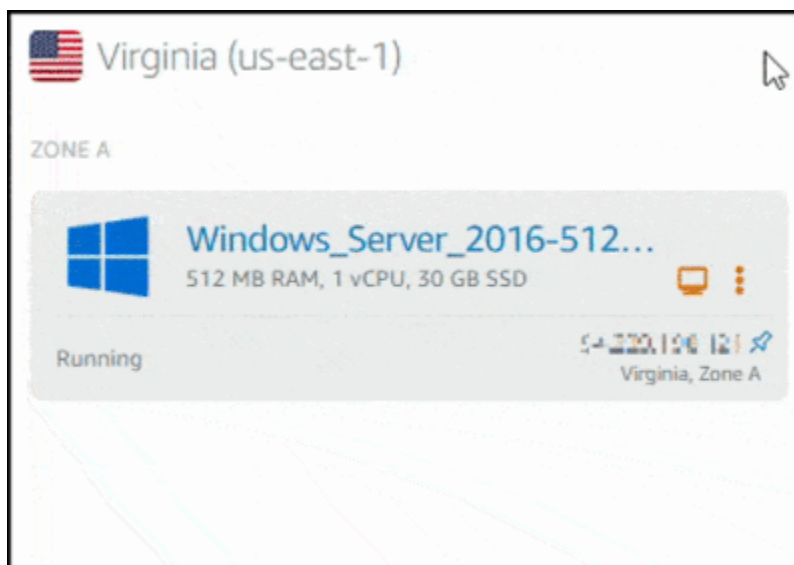 Virginia (us-east-1)
ZONE A
Windows_Server_2016-512...
512 MB RAM, 1 vCPU, 30 GB SSD
Running
Virginia, Zone A